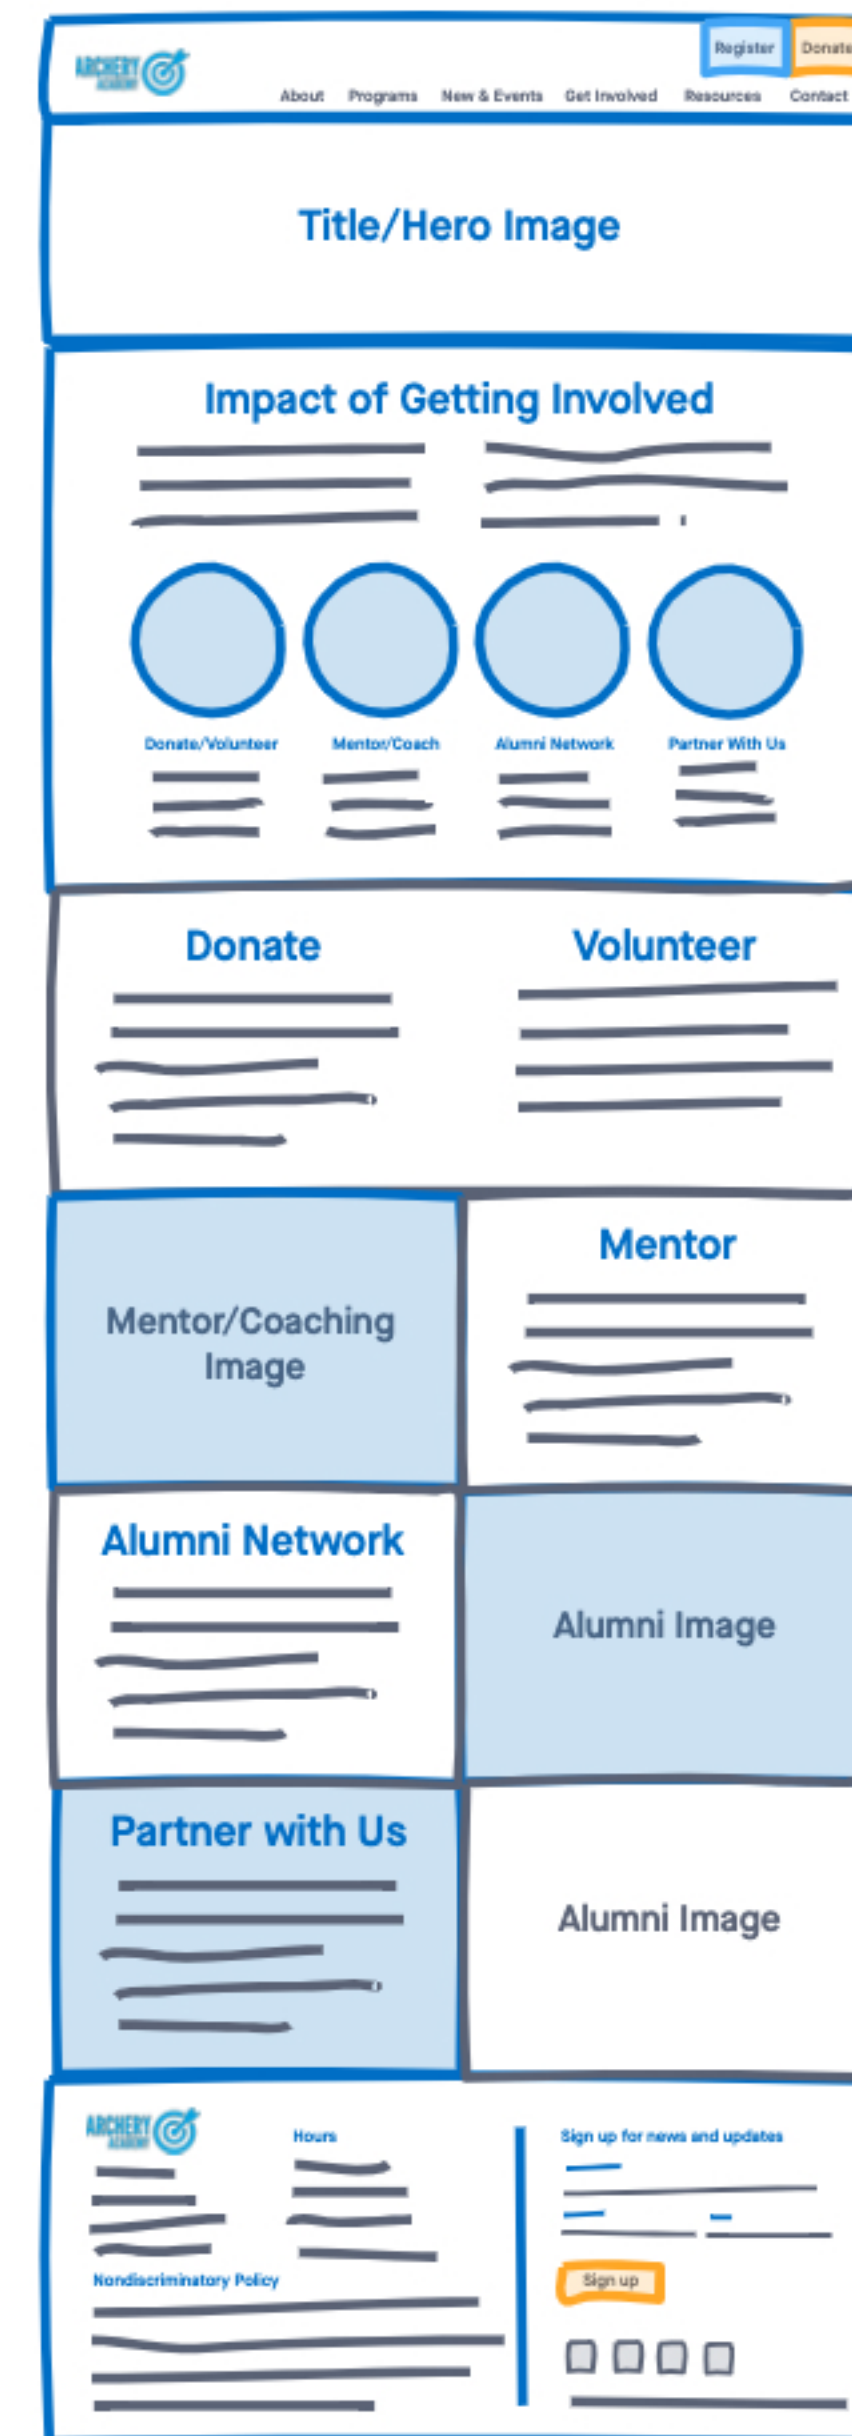 ARCHERY
ACADEMY
Register Donate
About Programs New & Events Get Involved Resources Contact
Title/Hero Image
Impact of Getting Involved
Donate/Volunteer Mentor/Coach Alumni Network Partner With Us
Donate Volunteer
Mentor/Coaching
Image
Mentor
Alumni Network
Alumni Image
Partner with Us
Alumni Image
ARCHERY
ACADEMY
Hours
Sign up for news and updates
Nondiscriminatory Policy
Sign up